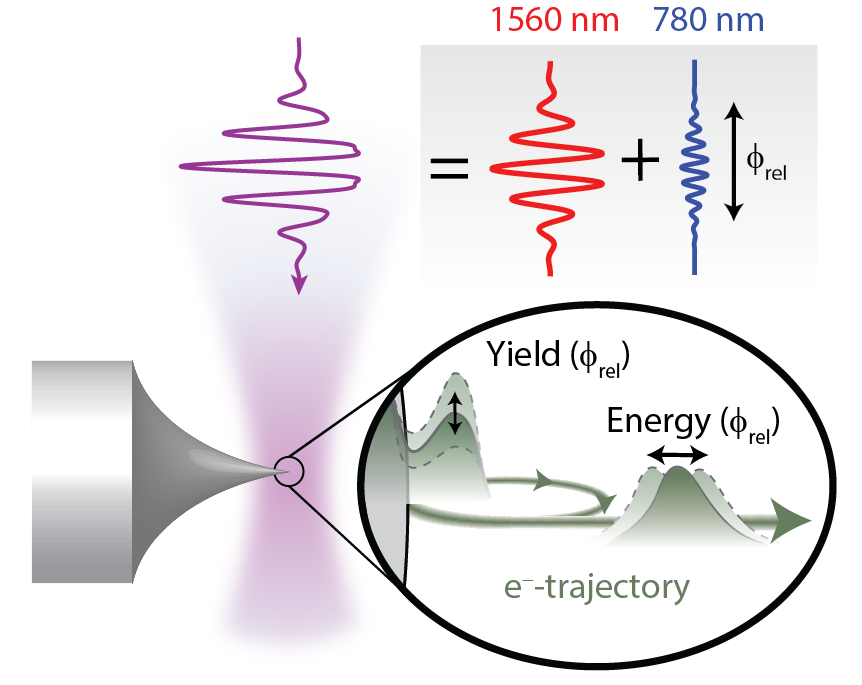 1560 nm 780 nm
= + ϕrel
Yield (ϕrel)
Energy (ϕrel)
e⁻-trajectory